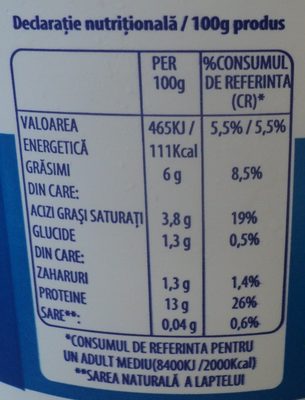 Declarație nutrițională / 100g produs
PER 100g %CONSUMUL DE REFERINTA (CR)*
VALOAREA ENERGETICĂ 465KJ / 111Kcal 5,5% / 5,5%
GRĂSIMI 6 g 8,5%
DIN CARE:
ACIZI GRAȘI SATURAȚI 3,8 g 19%
GLUCIDE 1,3 g 0,5%
DIN CARE:
ZAHARURI 1,3 g 1,4%
PROTEINE 13 g 26%
SARE**: 0,04 g 0,6%
*CONSUMUL DE REFERINTA PENTRU
UN ADULT MEDIU(8400KJ /2000Kcal)
**SAREA NATURALĂ A LAPTELUI